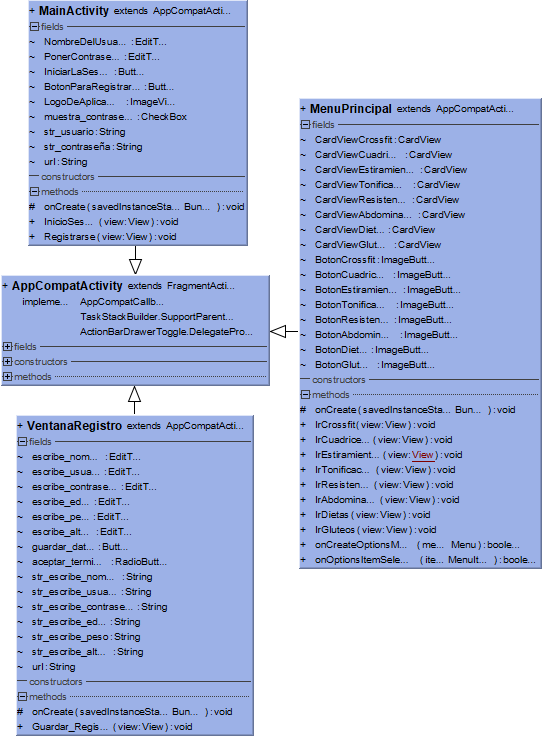 + MainActivity extends AppCompatActi...
fields
~ NombreDelUsua... : EditT...
~ PonerContrase... : EditT...
~ IniciarLaSes... : Butt...
~ BotonParaRegistrar... : Butt...
~ LogoDeAplica... : ImageVi...
~ muestra_contrase... : CheckBox
~ str_usuario : String
~ str_contraseña : String
~ url : String
constructors
methods
# onCreate ( savedInstanceSta... Bun... ) : void
+ InicioSes... ( view: View ) : void
+ Registrarse ( view: View ) : void
+ AppCompatActivity extends FragmentActi...
impleme... AppCompatCallb...
TaskStackBuilder.SupportParent...
ActionBarDrawerToggle.DelegatePro...
fields
constructors
methods
+ VentanaRegistro extends AppCompatActi...
fields
~ escribe_nom... : EditT...
~ escribe_usua... : EditT...
~ escribe_contrase... : EditT...
~ escribe_ed... : EditT...
~ escribe_pe... : EditT...
~ escribe_alt... : EditT...
~ guardar_dat... : Butt...
~ aceptar_termi... : RadioButt...
~ str_escribe_nom... : String
~ str_escribe_usua... : String
~ str_escribe_contrase... : String
~ str_escribe_ed... : String
~ str_escribe_peso : String
~ str_escribe_alt... : String
~ url : String
constructors
methods
# onCreate ( savedInstanceSta... Bun... ) : void
+ Guardar_Regis... ( view: View ) : void
+ MenuPrincipal extends AppCompatActi...
fields
~ CardViewCrossfit : CardView
~ CardViewCuadri... : CardView
~ CardViewEstiramien... : CardView
~ CardViewTonifica... : CardView
~ CardViewResisten... : CardView
~ CardViewAbdomina... : CardView
~ CardViewDiet... : CardView
~ CardViewGlut... : CardView
~ BotonCrossfit : ImageButt...
~ BotonCuadric... : ImageButt...
~ BotonEstiramien... : ImageButt...
~ BotonTonifica... : ImageButt...
~ BotonResisten... : ImageButt...
~ BotonAbdomin... : ImageButt...
~ BotonDiet... : ImageButt...
~ BotonGlut... : ImageButt...
constructors
methods
# onCreate ( savedInstanceSta... Bun... ) : void
+ IrCrossfit ( view: View ) : void
+ IrCuadrice... ( view: View ) : void
+ IrEstiramient... ( view: View ) : void
+ IrTonificac... ( view: View ) : void
+ IrResisten... ( view: View ) : void
+ IrAbdomina... ( view: View ) : void
+ IrDietas ( view: View ) : void
+ IrGluteos ( view: View ) : void
+ onCreateOptionsM... ( me... Menu ) : boole...
+ onOptionsItemSele... ( ite... MenuIt... ) : boole...